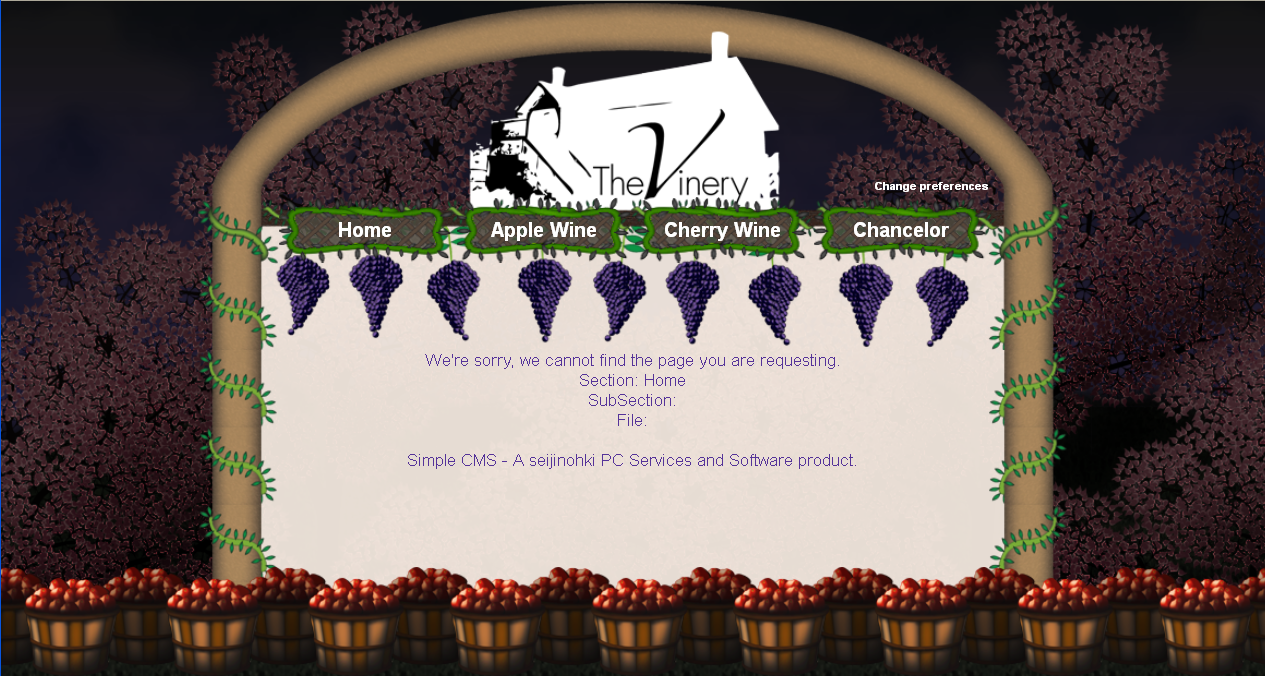 The Vinery
Change preferences
Home
Apple Wine
Cherry Wine
Chancelor
We're sorry, we cannot find the page you are requesting.
Section: Home
SubSection:
File:
Simple CMS - A seijinohki PC Services and Software product.